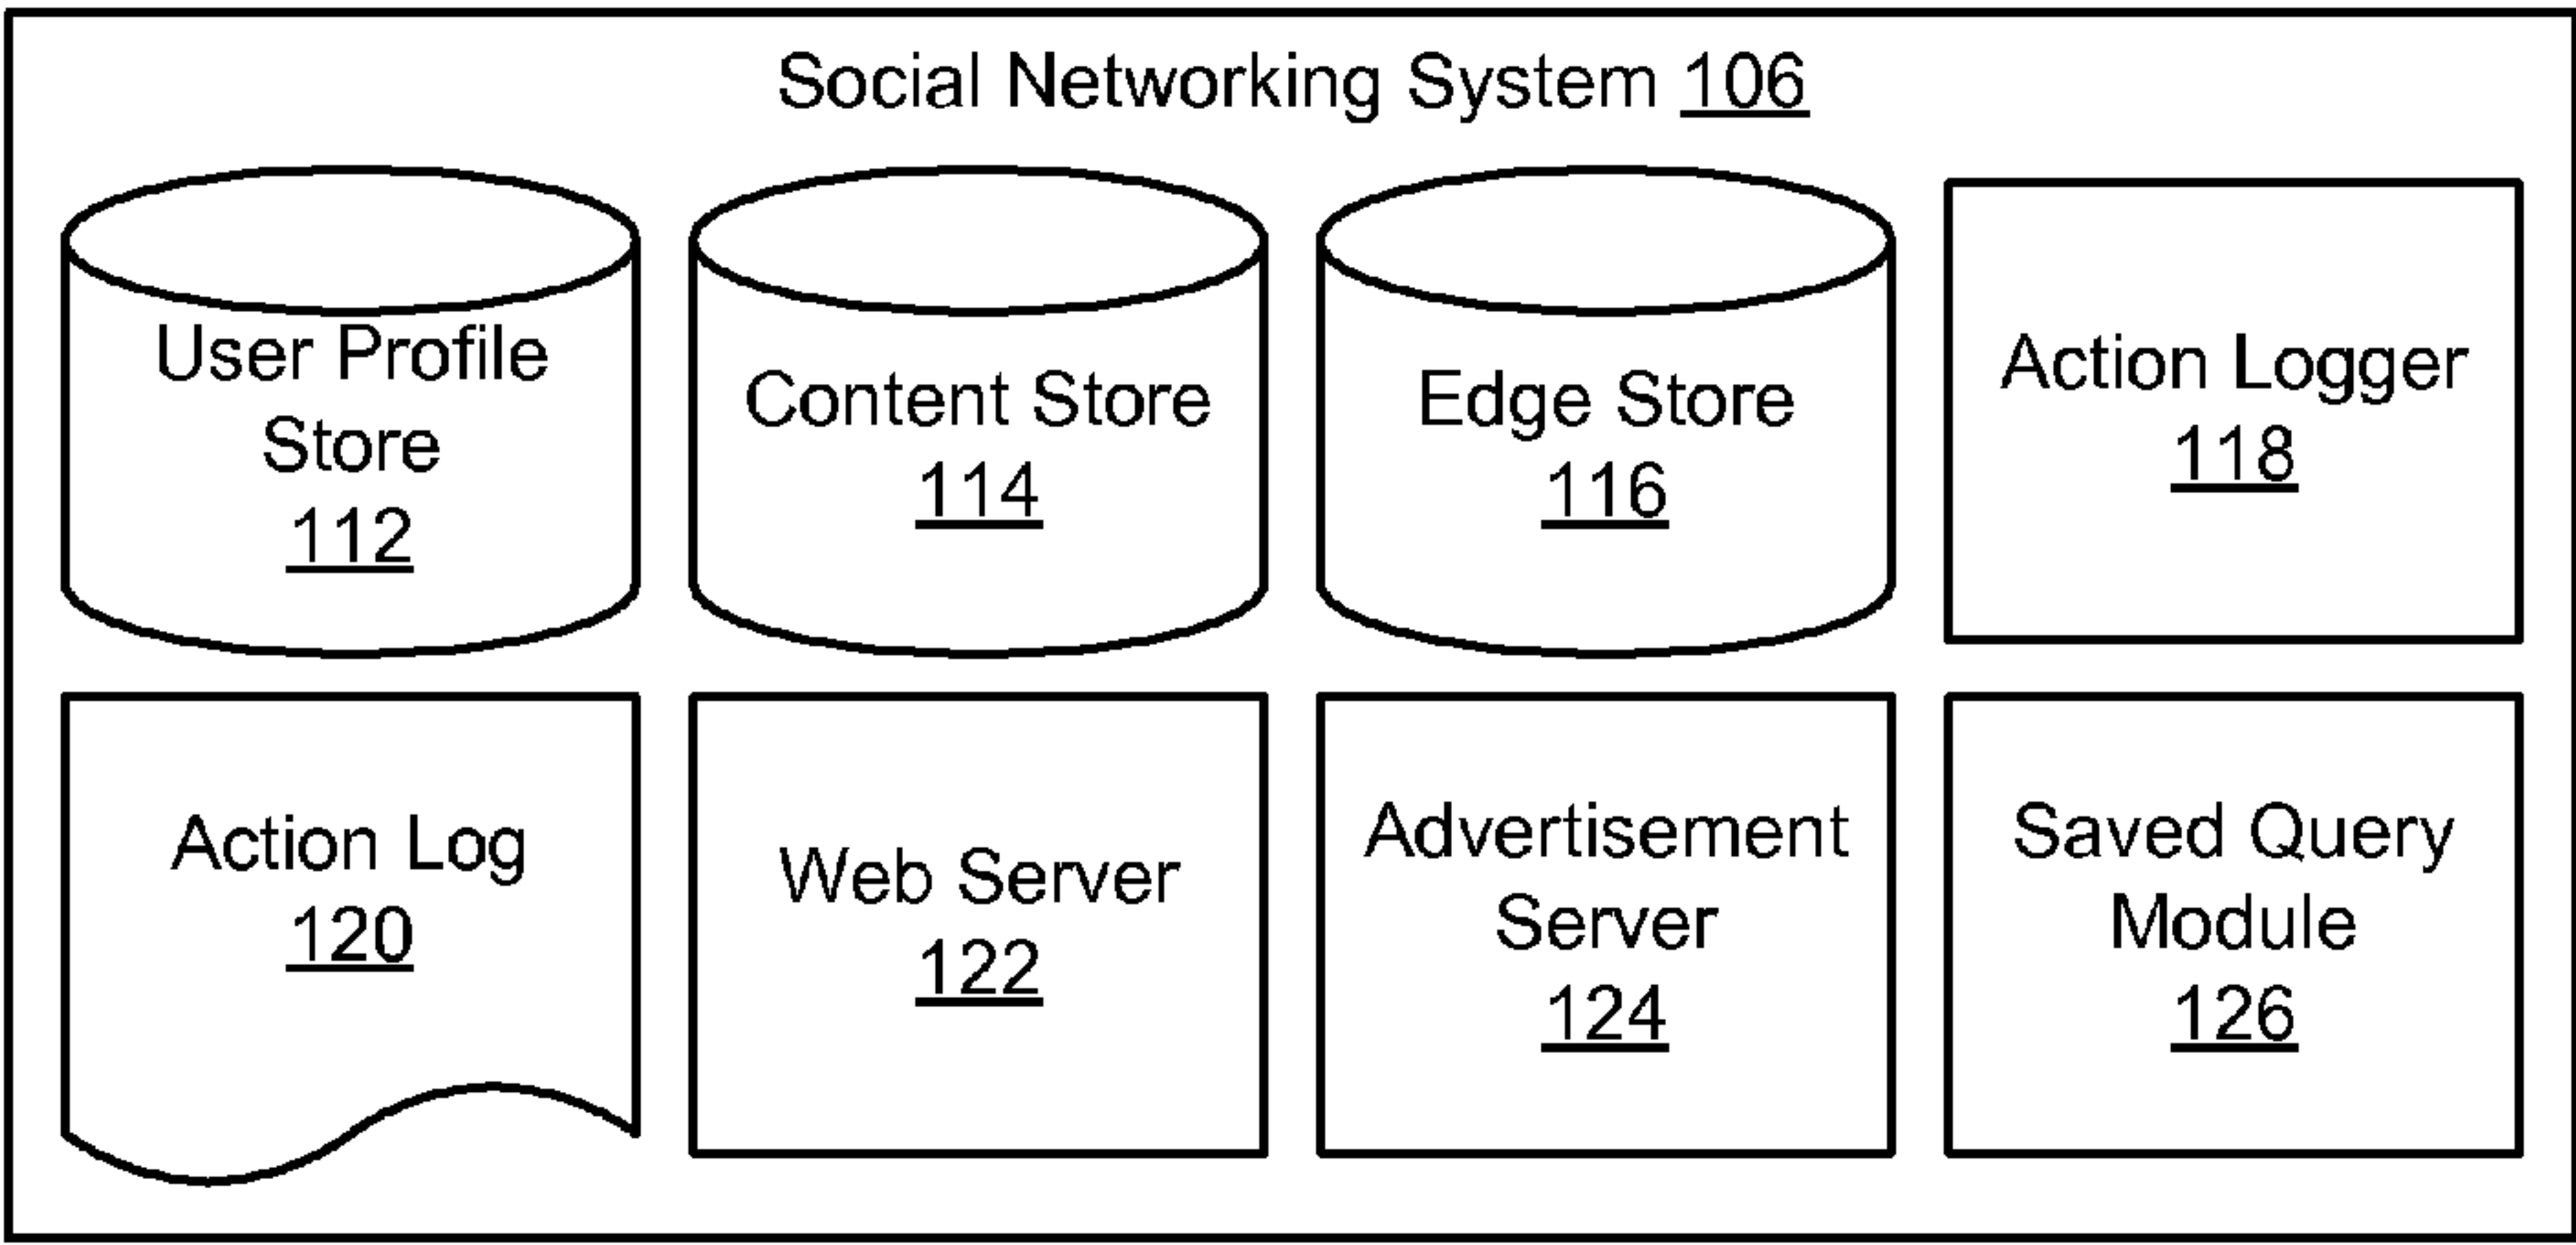 Social Networking System 106
User Profile
Store
112
Content Store
114
Edge Store
116
Action Logger
118
Action Log
120
Web Server
122
Advertisement
Server
124
Saved Query
Module
126